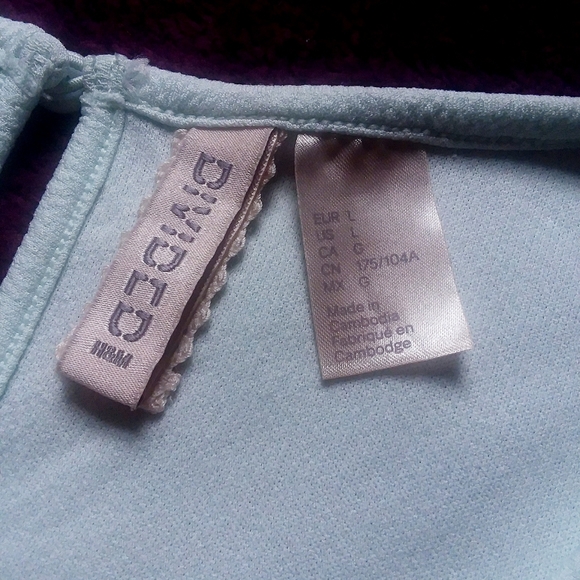 DIVIDED
H&M
EUR L
US L
CA G
CN 175/104A
MX G
Made in
Cambodia
Fabriqué en
Cambodge